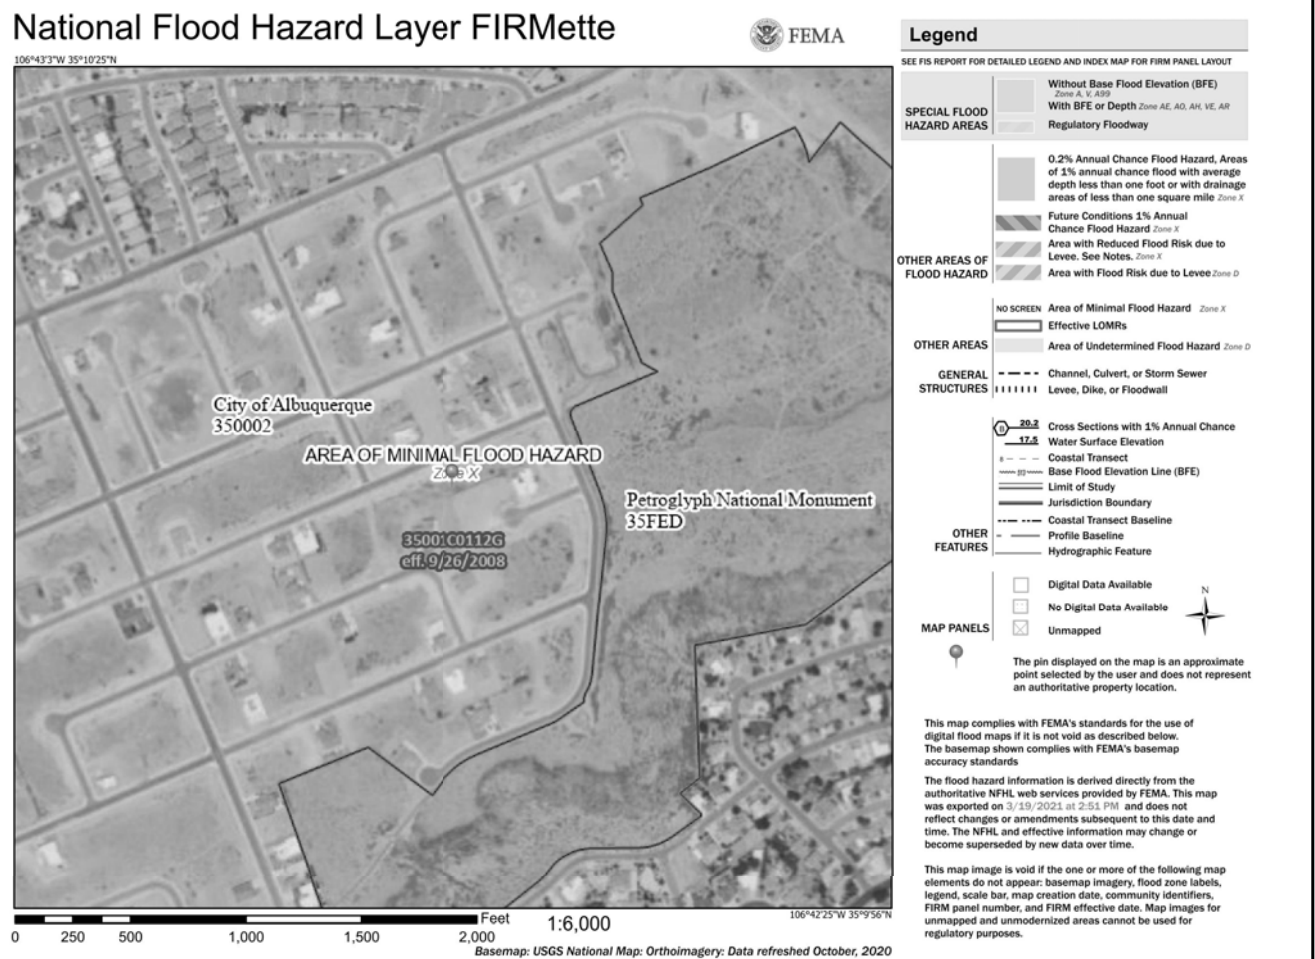 National Flood Hazard Layer FIRMette
FEMA
106°43'3"W 35°10'25"N
City of Albuquerque
350002
AREA OF MINIMAL FLOOD HAZARD
Zone X
Petroglyph National Monument
35FED
35001C0112G
eff. 9/26/2008
106°42'25"W 35°9'56"N
Feet
1:6,000
0 250 500 1,000 1,500 2,000
Basemap: USGS National Map: Orthoimagery: Data refreshed October, 2020
Legend
SEE FIS REPORT FOR DETAILED LEGEND AND INDEX MAP FOR FIRM PANEL LAYOUT
SPECIAL FLOOD
HAZARD AREAS
Without Base Flood Elevation (BFE)
Zone A, V, A99
With BFE or Depth Zone AE, AO, AH, VE, AR
Regulatory Floodway
OTHER AREAS OF
FLOOD HAZARD
0.2% Annual Chance Flood Hazard, Areas
of 1% annual chance flood with average
depth less than one foot or with drainage
areas of less than one square mile Zone X
Future Conditions 1% Annual
Chance Flood Hazard Zone X
Area with Reduced Flood Risk due to
Levee. See Notes. Zone X
Area with Flood Risk due to Levee Zone D
OTHER AREAS
NO SCREEN Area of Minimal Flood Hazard Zone X
Effective LOMRs
Area of Undetermined Flood Hazard Zone D
GENERAL
STRUCTURES
Channel, Culvert, or Storm Sewer
Levee, Dike, or Floodwall
OTHER
FEATURES
B 20.2 Cross Sections with 1% Annual Chance
17.5 Water Surface Elevation
8 Coastal Transect
513 Base Flood Elevation Line (BFE)
Limit of Study
Jurisdiction Boundary
Coastal Transect Baseline
Profile Baseline
Hydrographic Feature
MAP PANELS
Digital Data Available
No Digital Data Available
Unmapped
N
The pin displayed on the map is an approximate
point selected by the user and does not represent
an authoritative property location.
This map complies with FEMA's standards for the use of
digital flood maps if it is not void as described below.
The basemap shown complies with FEMA's basemap
accuracy standards
The flood hazard information is derived directly from the
authoritative NFHL web services provided by FEMA. This map
was exported on 3/19/2021 at 2:51 PM and does not
reflect changes or amendments subsequent to this date and
time. The NFHL and effective information may change or
become superseded by new data over time.
This map image is void if the one or more of the following map
elements do not appear: basemap imagery, flood zone labels,
legend, scale bar, map creation date, community identifiers,
FIRM panel number, and FIRM effective date. Map images for
unmapped and unmodernized areas cannot be used for
regulatory purposes.